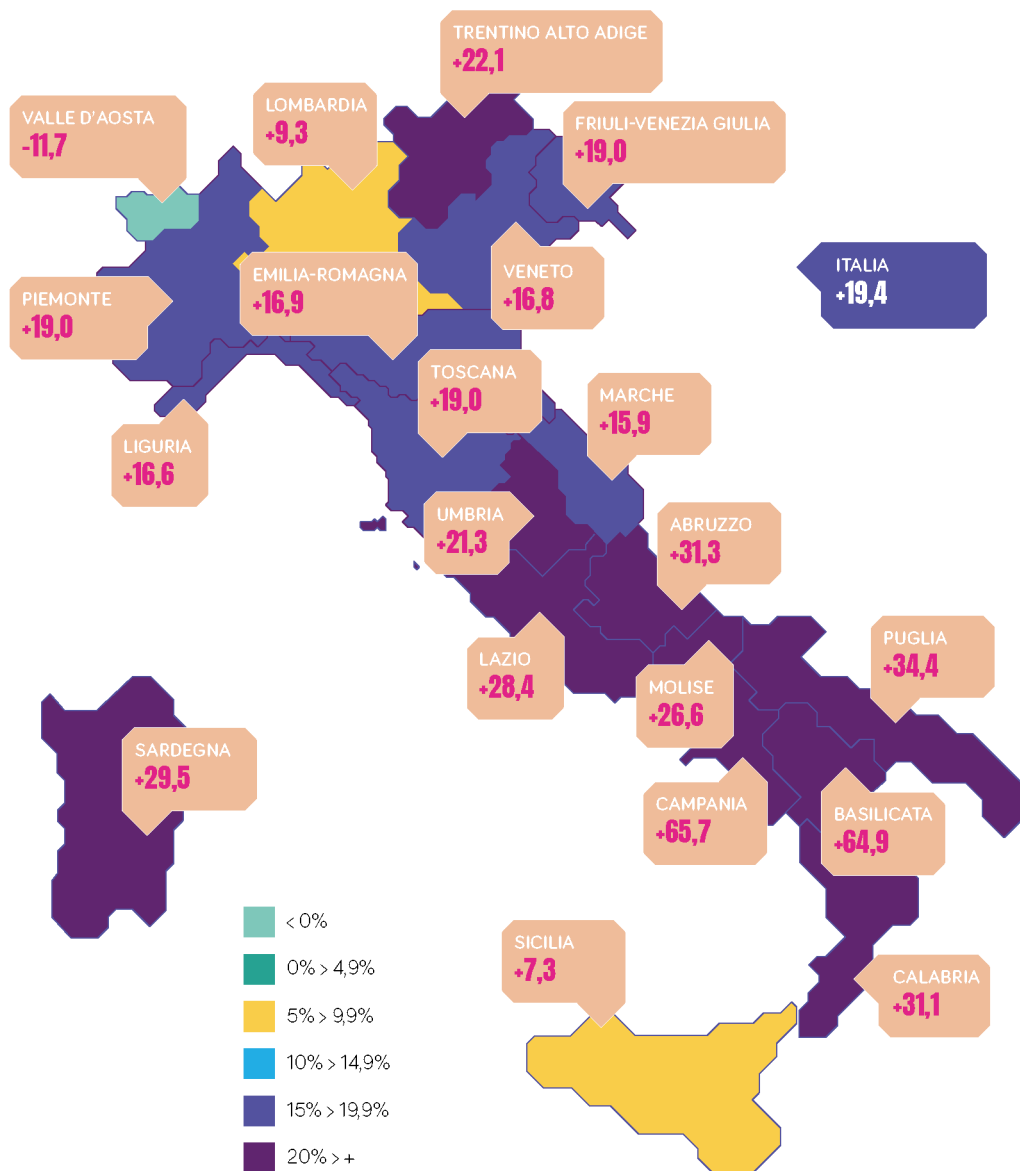 TRENTINO ALTO ADIGE
+22,1
LOMBARDIA
+9,3
VALLE D'AOSTA
-11,7
FRIULI-VENEZIA GIULIA
+19,0
EMILIA-ROMAGNA
+16,9
VENETO
+16,8
ITALIA
+19,4
PIEMONTE
+19,0
TOSCANA
+19,0
MARCHE
+15,9
LIGURIA
+16,6
UMBRIA
+21,3
ABRUZZO
+31,3
LAZIO
+28,4
MOLISE
+26,6
PUGLIA
+34,4
SARDEGNA
+29,5
CAMPANIA
+65,7
BASILICATA
+64,9
SICILIA
+7,3
CALABRIA
+31,1
< 0%
0% > 4,9%
5% > 9,9%
10% > 14,9%
15% > 19,9%
20% > +